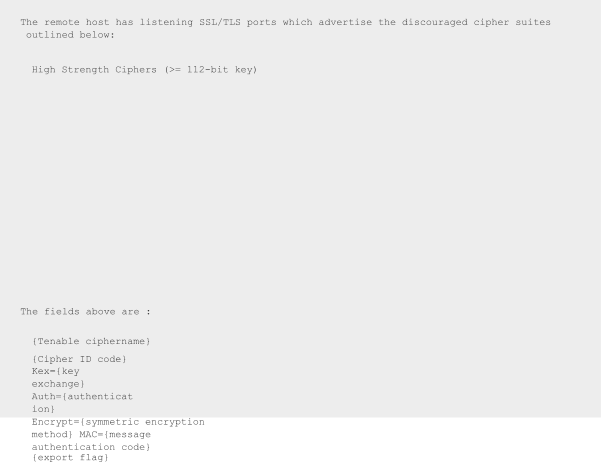 The remote host has listening SSL/TLS ports which advertise the discouraged cipher suites
outlined below:
High Strength Ciphers (>= 112-bit key)
The fields above are :
{Tenable ciphername}
{Cipher ID code}
Kex={key
exchange}
Auth={authenticat
ion}
Encrypt={symmetric encryption
method} MAC={message
authentication code}
{export flag}